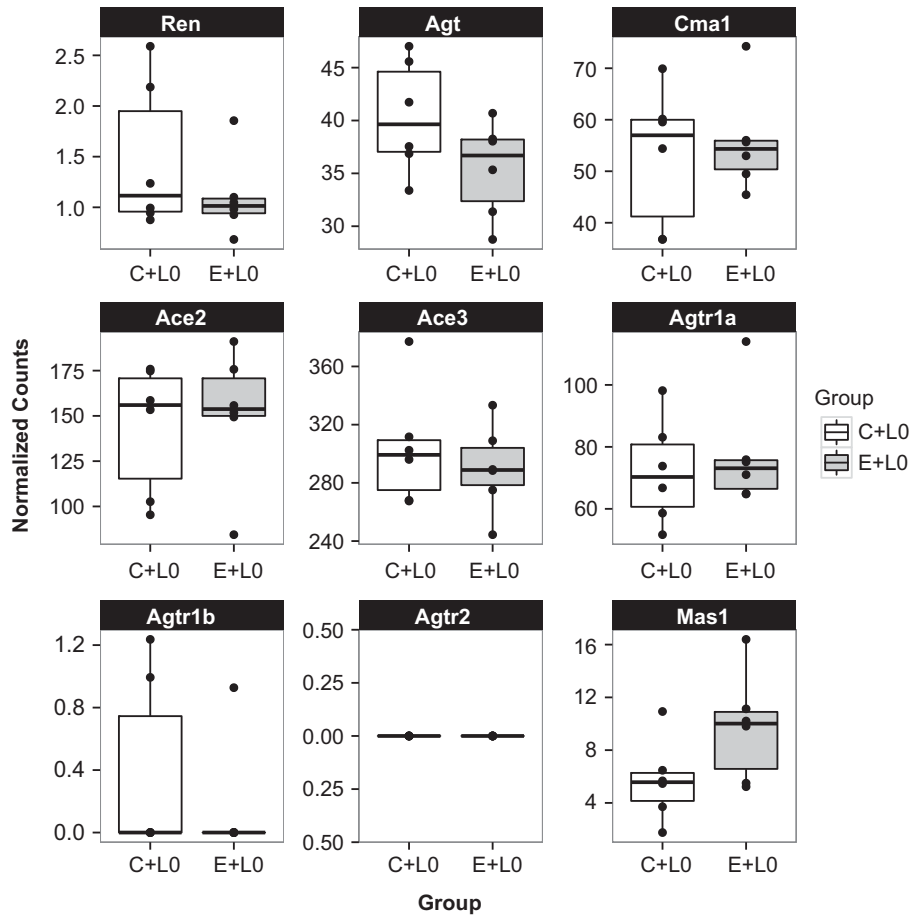 Ren
Agt
Cma1
2.5
2.0
1.5
1.0
45
40
35
30
70
60
50
40
C+L0
E+L0
C+L0
E+L0
C+L0
E+L0
Ace2
Ace3
Agtr1a
175
150
125
100
360
320
280
240
100
80
60
C+L0
E+L0
C+L0
E+L0
C+L0
E+L0
Agtr1b
Agtr2
Mas1
1.2
0.8
0.4
0.0
0.50
0.25
0.00
0.25
0.50
16
12
8
4
C+L0
E+L0
C+L0
E+L0
C+L0
E+L0
Normalized Counts
Group
Group
C+L0
E+L0